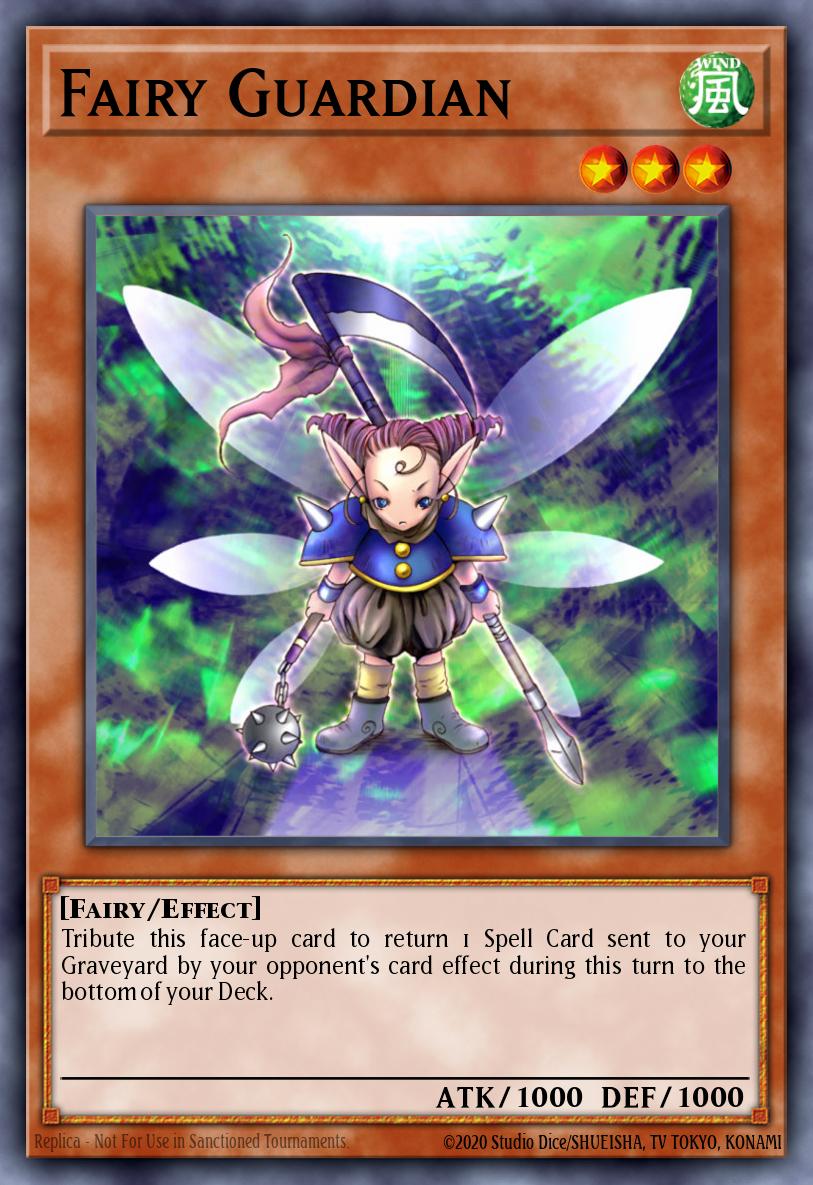 Fairy Guardian
WIND
風
[Fairy/Effect]
Tribute this face-up card to return 1 Spell Card sent to your
Graveyard by your opponent's card effect during this turn to the
bottom of your Deck.
ATK/1000 DEF/1000
Replica - Not For Use in Sanctioned Tournaments.
©2020 Studio Dice/SHUEISHA, TV TOKYO, KONAMI